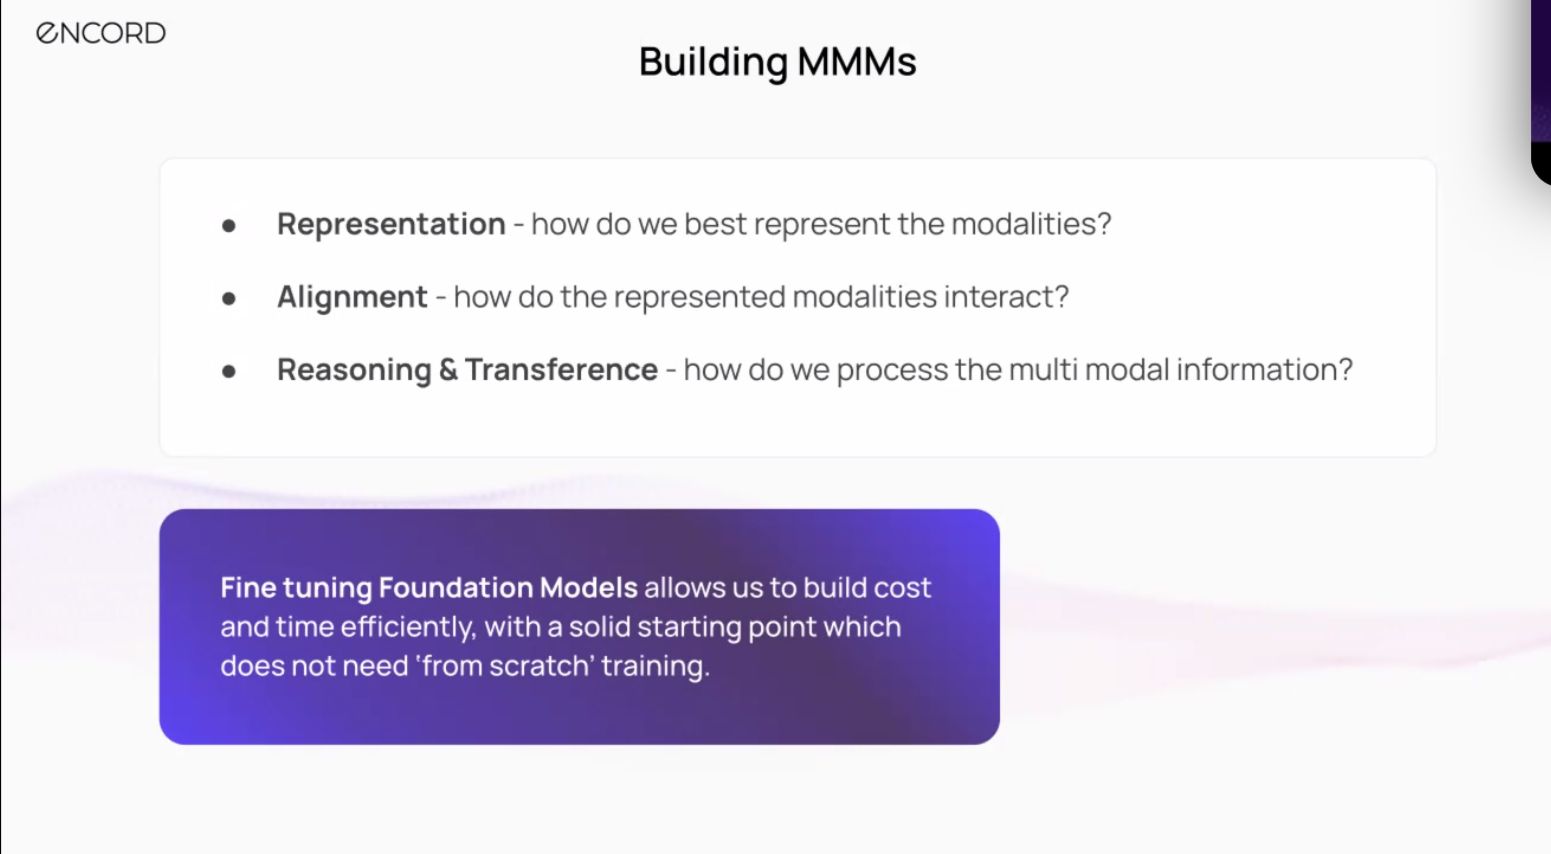 ENCORD
Building MMMs
● Representation - how do we best represent the modalities?
● Alignment - how do the represented modalities interact?
● Reasoning & Transference - how do we process the multi modal information?
Fine tuning Foundation Models allows us to build cost
and time efficiently, with a solid starting point which
does not need ‘from scratch’ training.